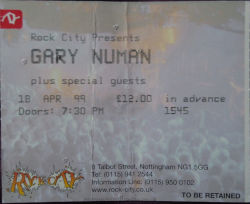 Rock City Presents
GARY NUMAN
plus special guests
18 APR 99 £12.00 in advance
Doors: 7:30 PM 1545
ROCK CITY
8 Talbot Street, Nottingham NG1 5GG
Tel: (0115) 941 2544
Information Line: (0115) 950 0102
www.rock-city.co.uk
TO BE RETAINED